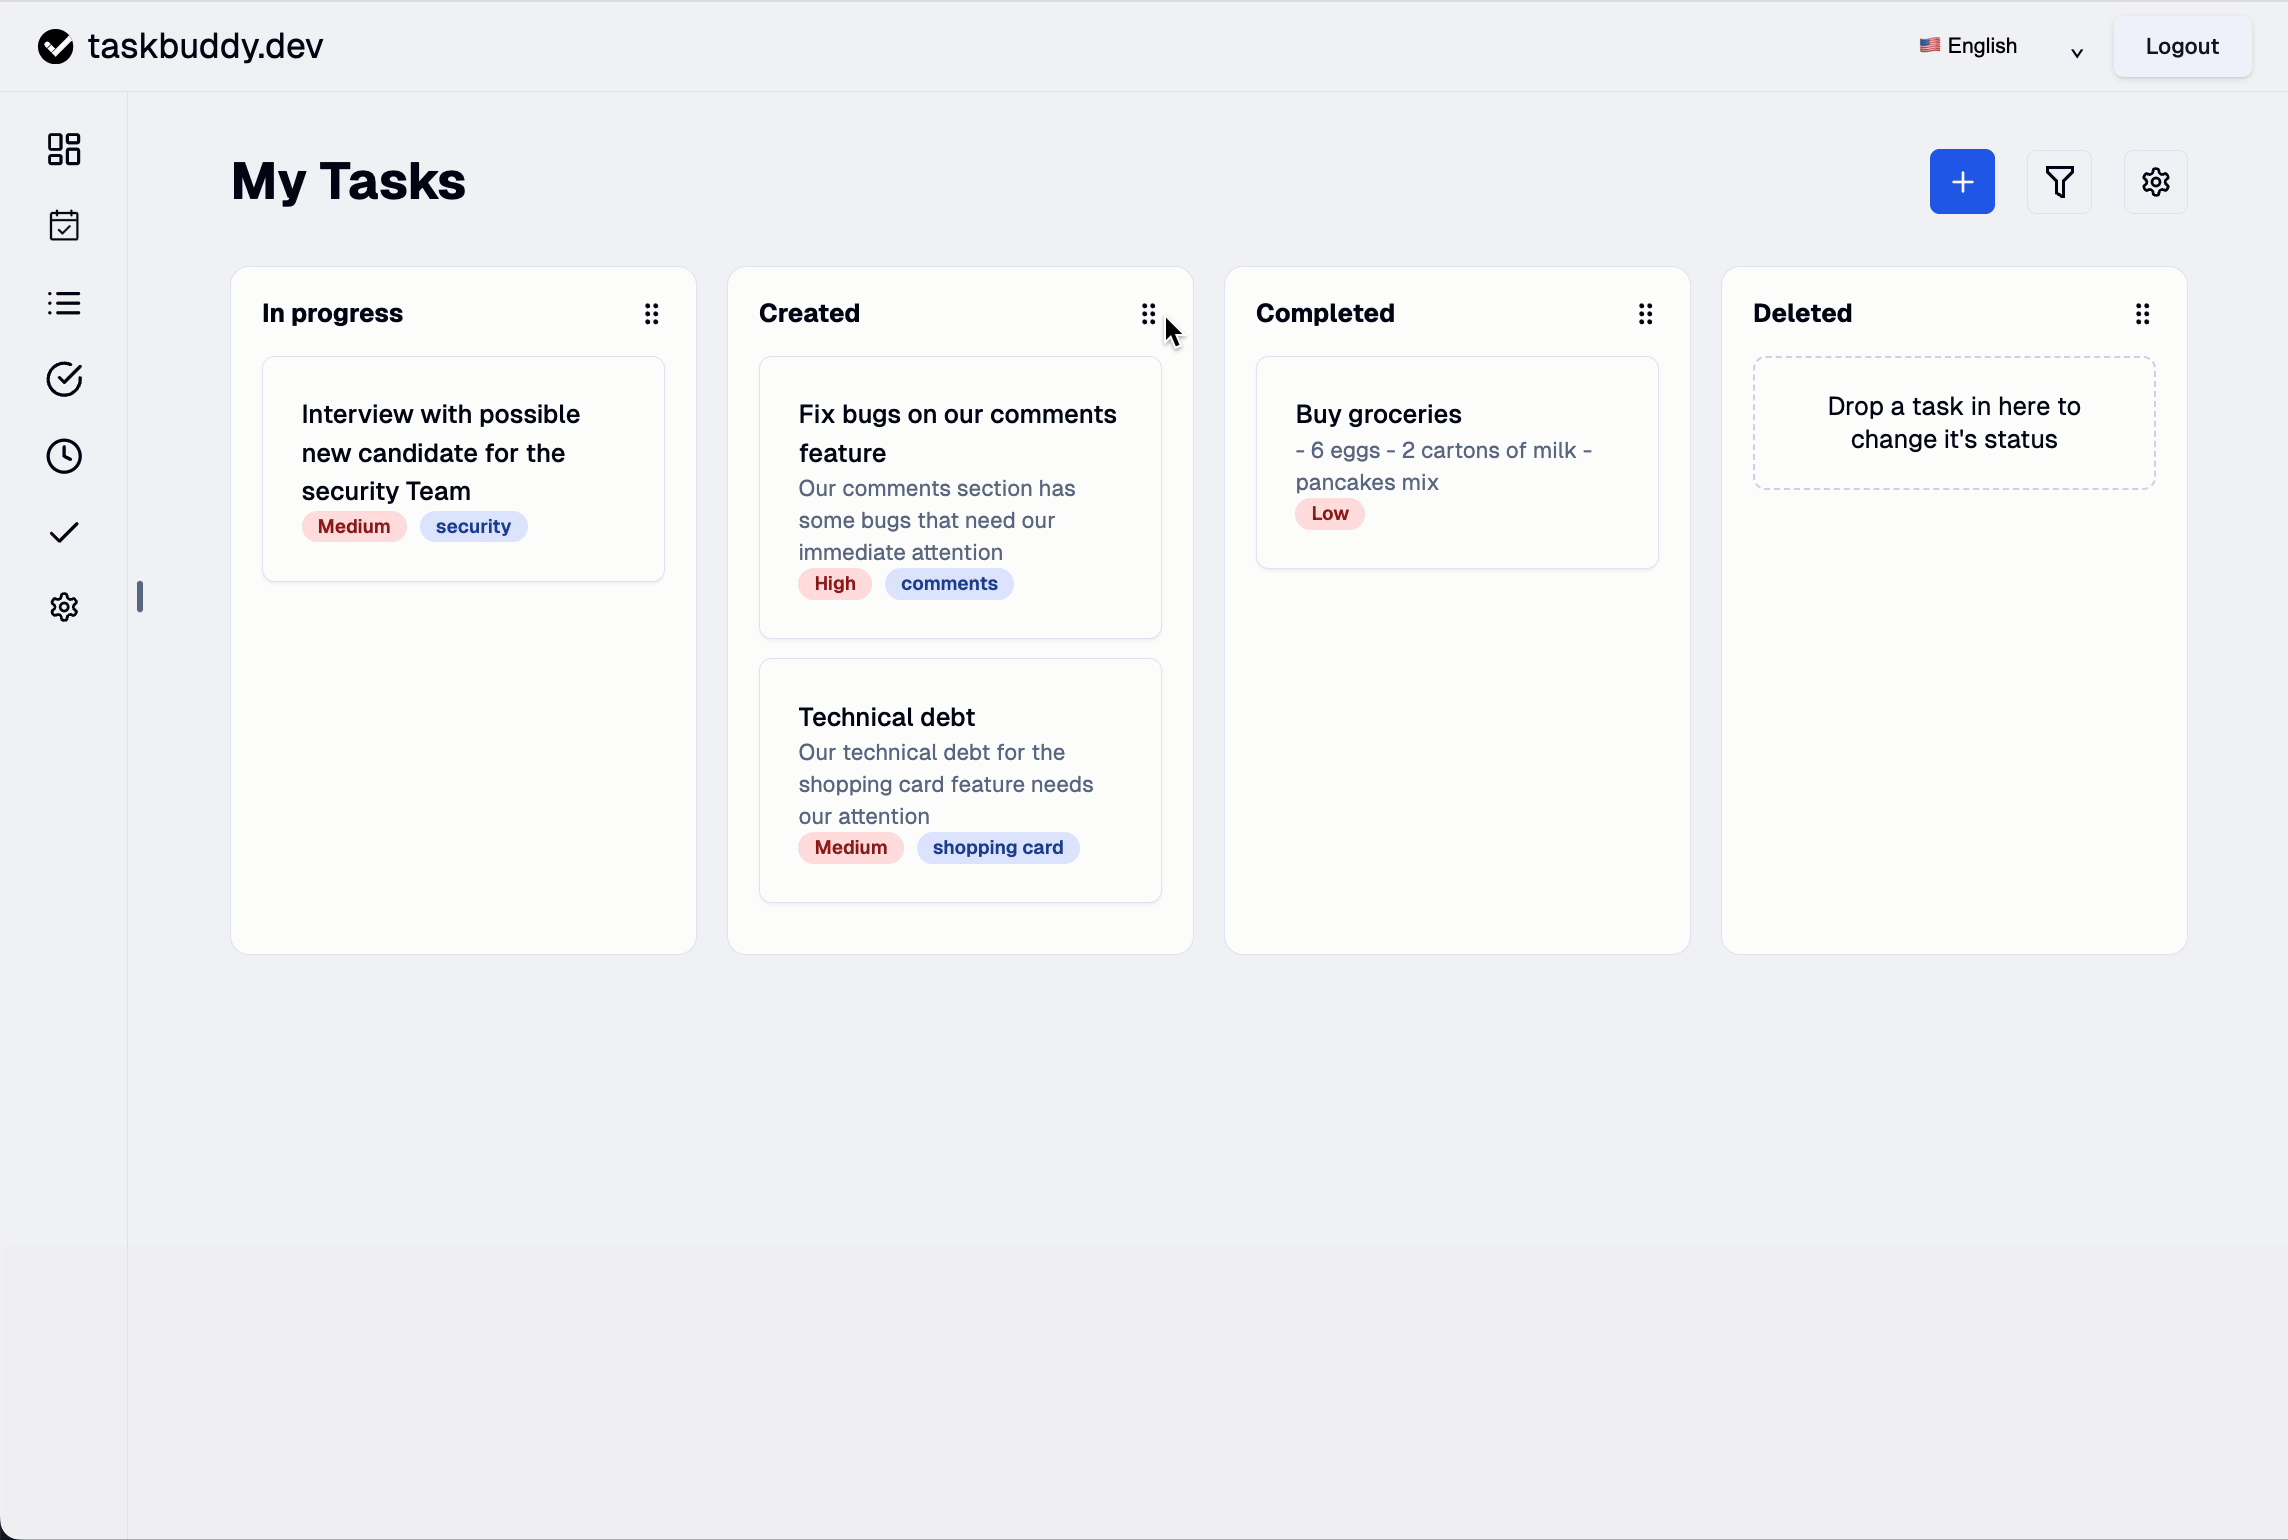 taskbuddy.dev
English
Logout
My Tasks
In progress
Interview with possible
new candidate for the
security Team
Medium security
Created
Fix bugs on our comments
feature
Our comments section has
some bugs that need our
immediate attention
High comments
Technical debt
Our technical debt for the
shopping card feature needs
our attention
Medium shopping card
Completed
Buy groceries
- 6 eggs - 2 cartons of milk -
pancakes mix
Low
Deleted
Drop a task in here to
change it's status